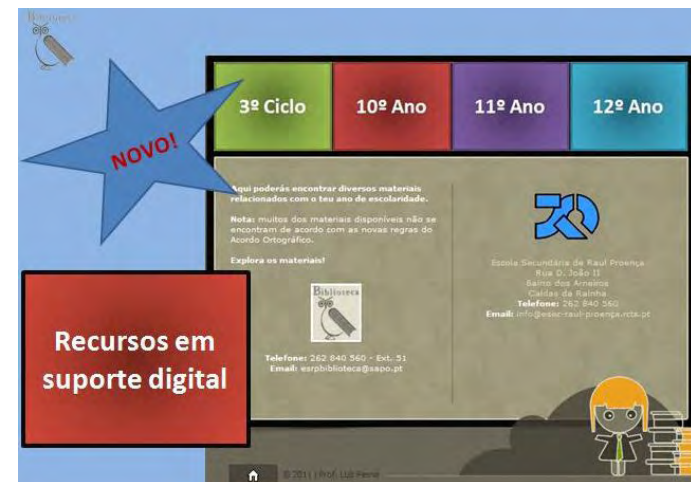 Biblioteca
NOVO!
3º Ciclo
10º Ano
11º Ano
12º Ano
Aqui poderás encontrar diversos materiais
relacionados com o teu ano de escolaridade.
Nota: muitos dos materiais disponíveis não se
encontram de acordo com as novas regras do
Acordo Ortográfico.
Explora os materiais!
Biblioteca
Telefone: 262 840 560 - Ext. 51
Email: esrpbiblioteca@sapo.pt
Escola Secundária de Raul Proença
Rua D. João II
Bairro dos Arneiros
Caldas da Rainha
Telefone: 262 840 560
Email: info@esec-raul-proença.rcts.pt
Recursos em
suporte digital
© 2011 | Prof. Luís